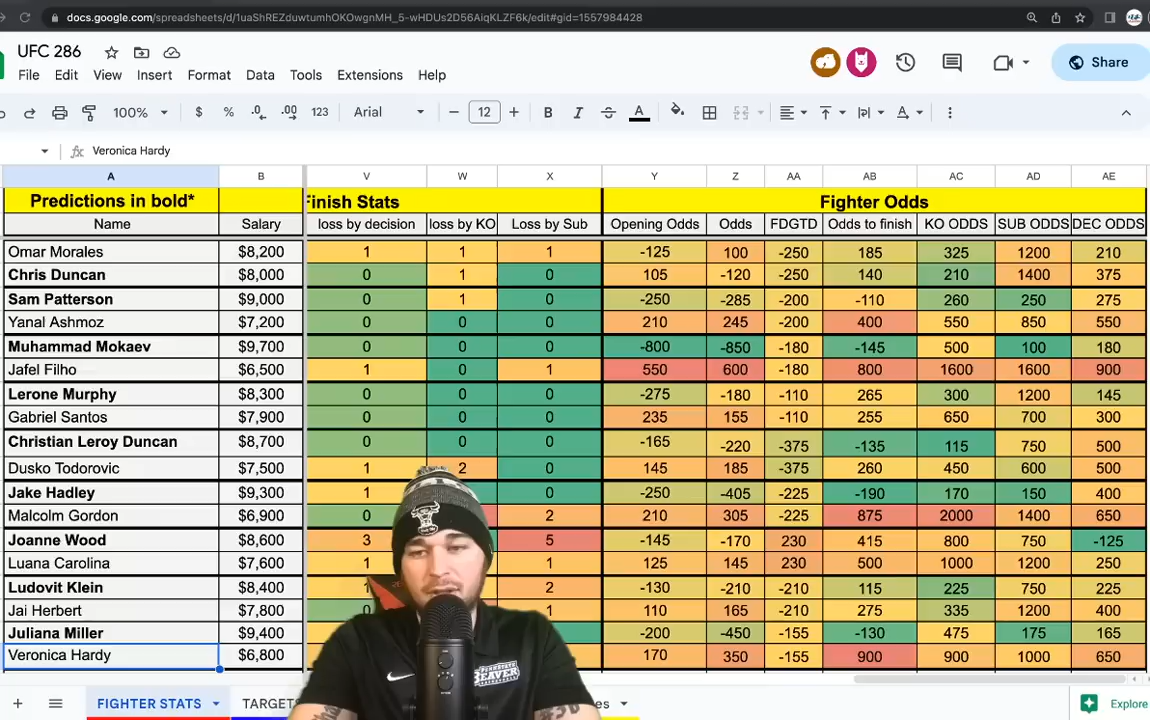 docs.google.com/spreadsheets/d/1uaShREZduwtumhOKOwgnMH_5-wHDUs2D56AiqKLZF6k/edit#gid=1557984428
UFC 286
File Edit View Insert Format Data Tools Extensions Help
Share
100% $ % .0 .00 123 Arial 12 B I A
fx Veronica Hardy
A B V W X Y Z AA AB AC AD AE
Predictions in bold* Finish Stats Fighter Odds
Name Salary loss by decision loss by KO Loss by Sub Opening Odds Odds FDGTD Odds to finish KO ODDS SUB ODDS DEC ODDS
Omar Morales $8,200 1 1 1 -125 100 -250 185 325 1200 210
Chris Duncan $8,000 0 1 0 105 -120 -250 140 210 1400 375
Sam Patterson $9,000 0 1 0 -250 -285 -200 -110 260 250 275
Yanal Ashmoz $7,200 0 0 0 210 245 -200 400 550 850 550
Muhammad Mokaev $9,700 0 0 0 -800 -850 -180 -145 500 100 180
Jafel Filho $6,500 1 0 1 550 600 -180 800 1600 1600 900
Lerone Murphy $8,300 0 0 0 -275 -180 -110 265 300 1200 145
Gabriel Santos $7,900 0 0 0 235 155 -110 255 650 700 300
Christian Leroy Duncan $8,700 0 0 0 -165 -220 -375 -135 115 750 500
Dusko Todorovic $7,500 1 2 0 145 185 -375 260 450 600 500
Jake Hadley $9,300 1 0 -250 -405 -225 -190 170 150 400
Malcolm Gordon $6,900 0 2 210 305 -225 875 2000 1400 650
Joanne Wood $8,600 3 5 -145 -170 230 415 800 750 -125
Luana Carolina $7,600 1 1 125 145 230 500 1000 1200 250
Ludovit Klein $8,400 1 2 -130 -210 -210 115 225 750 225
Jai Herbert $7,800 0 1 110 165 -210 275 335 1200 400
Juliana Miller $9,400 -200 -450 -155 -130 475 175 165
Veronica Hardy $6,800 170 350 -155 900 900 1000 650
BEAVER
FIGHTER STATS TARGETS es Explore